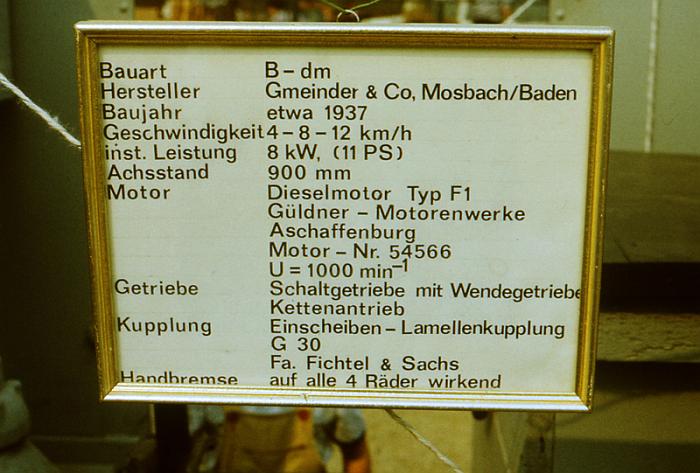 Bauart B – dm
Hersteller Gmeinder & Co, Mosbach/Baden
Baujahr etwa 1937
Geschwindigkeit 4 – 8 – 12 km/h
inst. Leistung 8 kW, (11 PS)
Achsstand 900 mm
Motor Dieselmotor Typ F1
Güldner – Motorenwerke
Aschaffenburg
Motor – Nr. 54566
U = 1000 min⁻¹
Getriebe Schaltgetriebe mit Wendegetriebe
Kettenantrieb
Kupplung Einscheiben – Lamellenkupplung
G 30
Fa. Fichtel & Sachs
Handbremse auf alle 4 Räder wirkend